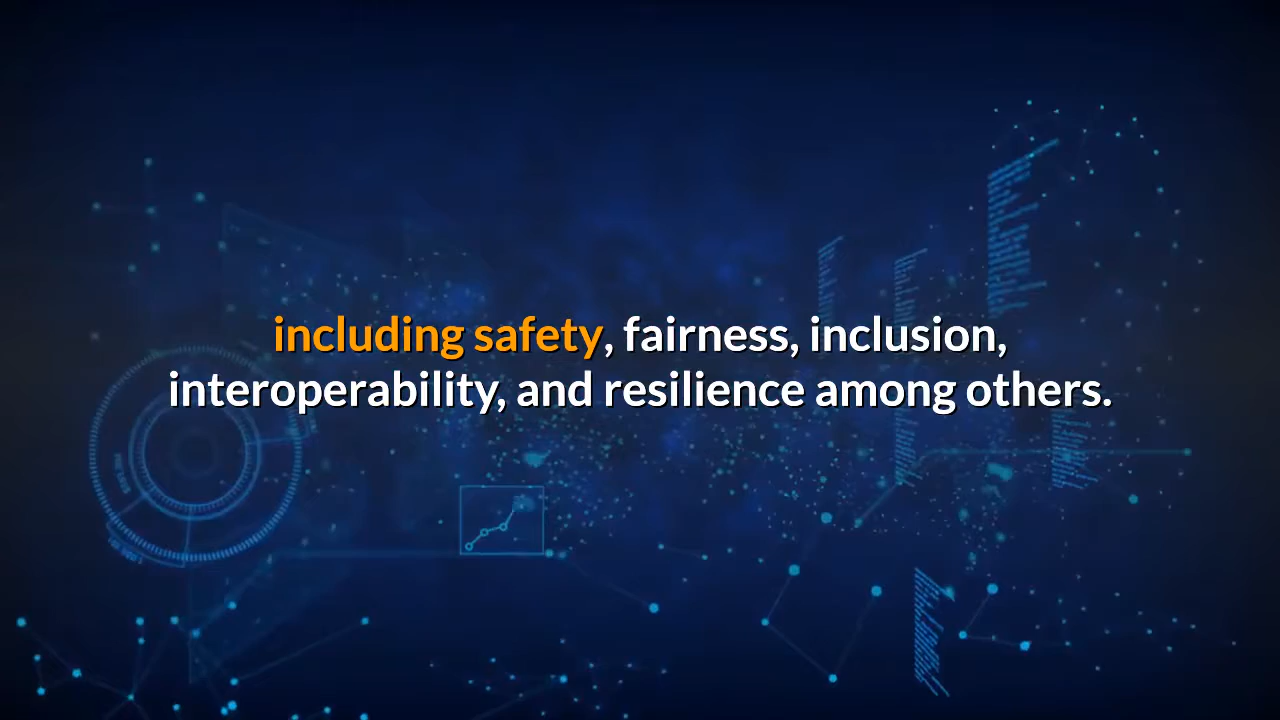 including safety, fairness, inclusion,
interoperability, and resilience among others.